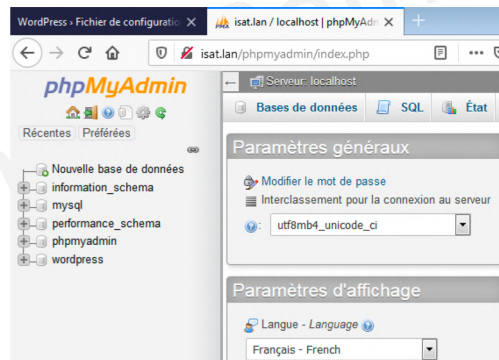 WordPress › Fichier de configuratio
isat.lan / localhost | phpMyAdm
isat.lan/phpmyadmin/index.php
phpMyAdmin
Récentes Préférées
Nouvelle base de données
information_schema
mysql
performance_schema
phpmyadmin
wordpress
Serveur: localhost
Bases de données SQL État
Paramètres généraux
Modifier le mot de passe
Interclassement pour la connexion au serveur
: utf8mb4_unicode_ci
Paramètres d'affichage
Langue - Language
Français - French